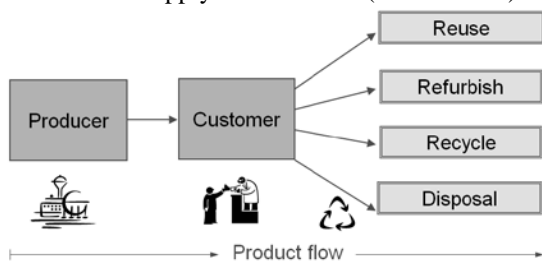 Reuse
Refurbish
Producer
Customer
Recycle
Disposal
Product flow